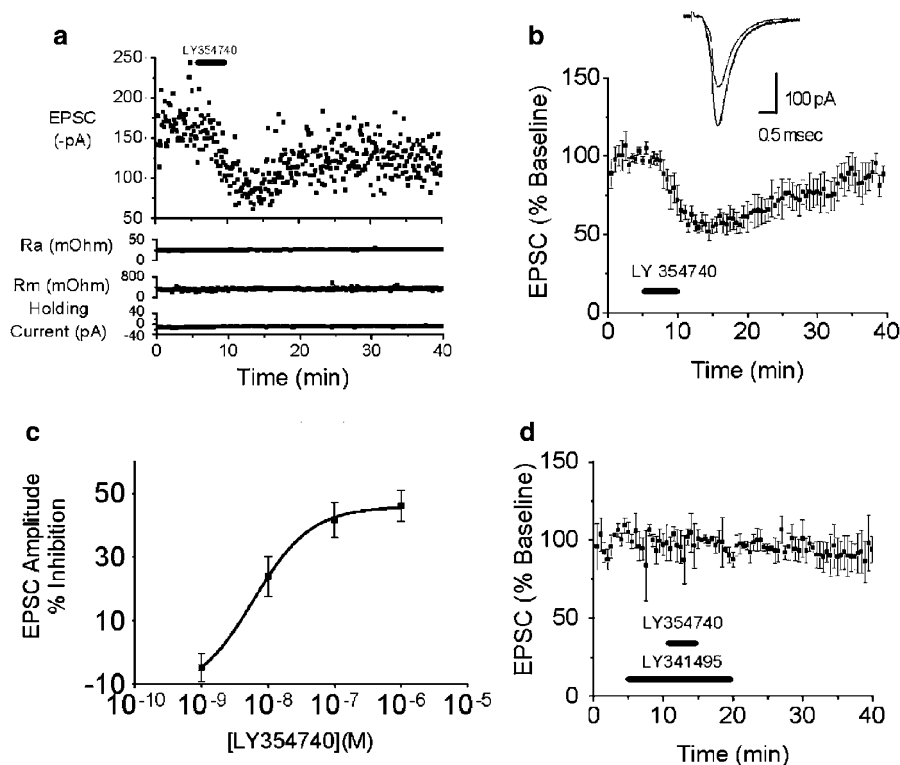 a
LY354740
250
200
150
100
50
EPSC
(-pA)
50
0
Ra (mOhm)
800
0
Rm (mOhm)
Holding
Current (pA)
40
0
-40
0 10 20 30 40
Time (min)
b
100 pA
0.5 msec
150
100
50
0
EPSC (% Baseline)
LY 354740
0 10 20 30 40
Time (min)
c
50
30
10
-10
EPSC Amplitude
% Inhibition
10-10 10-9 10-8 10-7 10-6 10-5
[LY354740](M)
d
150
100
50
0
EPSC (% Baseline)
LY354740
LY341495
0 10 20 30 40
Time (min)